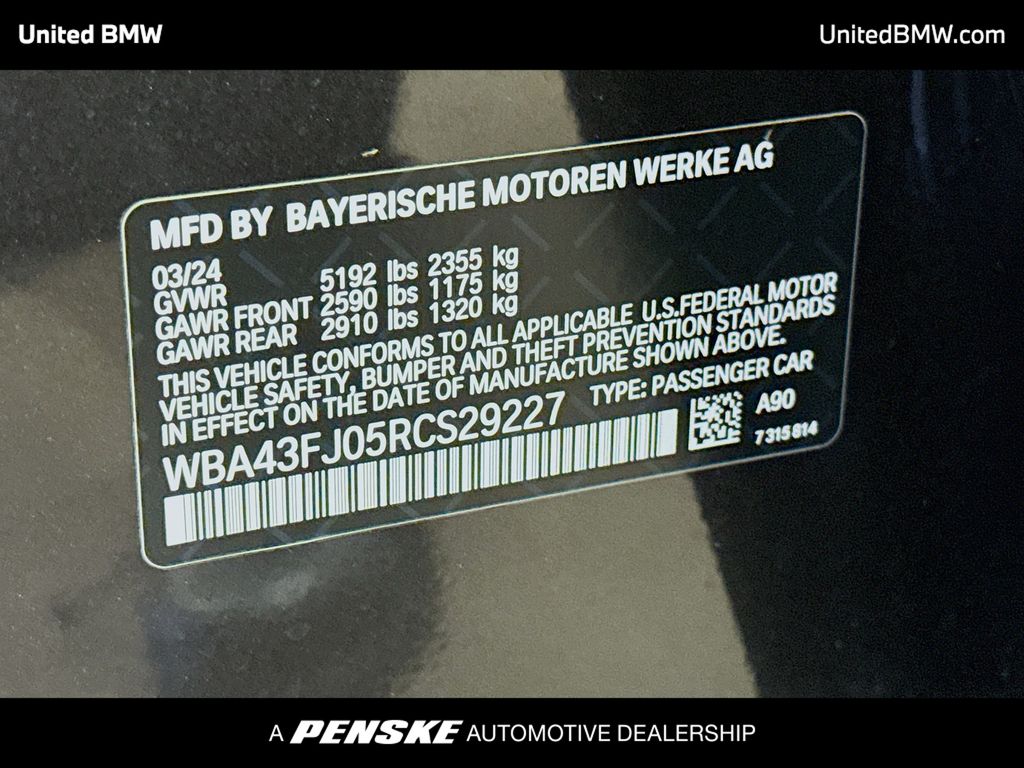 United BMW
UnitedBMW.com
MFD BY BAYERISCHE MOTOREN WERKE AG
03/24
GVWR 5192 lbs 2355 kg
GAWR FRONT 2590 lbs 1175 kg
GAWR REAR 2910 lbs 1320 kg
THIS VEHICLE CONFORMS TO ALL APPLICABLE U.S.FEDERAL MOTOR
VEHICLE SAFETY, BUMPER AND THEFT PREVENTION STANDARDS
IN EFFECT ON THE DATE OF MANUFACTURE SHOWN ABOVE.
WBA43FJ05RCS29227 TYPE: PASSENGER CAR
A90
7 315 814
A PENSKE AUTOMOTIVE DEALERSHIP